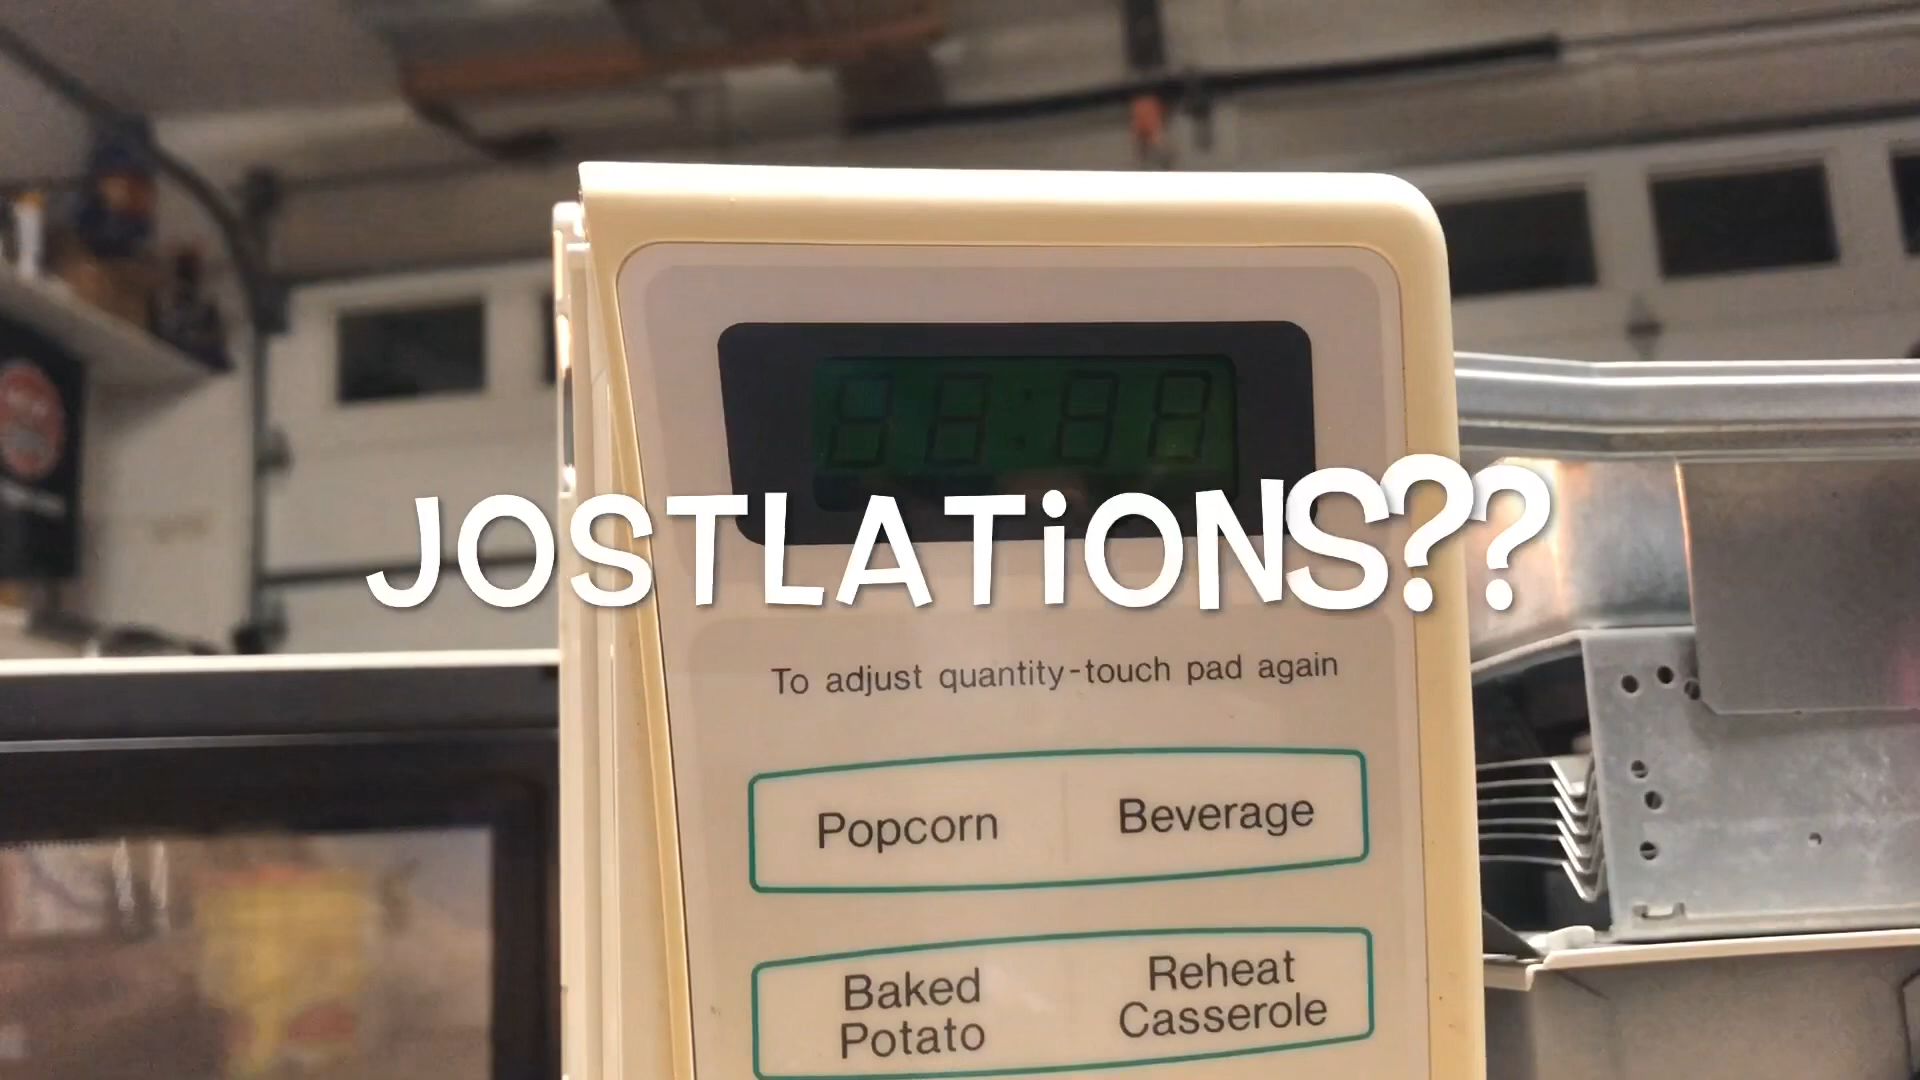 JOSTLATiONS??
To adjust quantity-touch pad again
Popcorn
Beverage
Baked
Potato
Reheat
Casserole